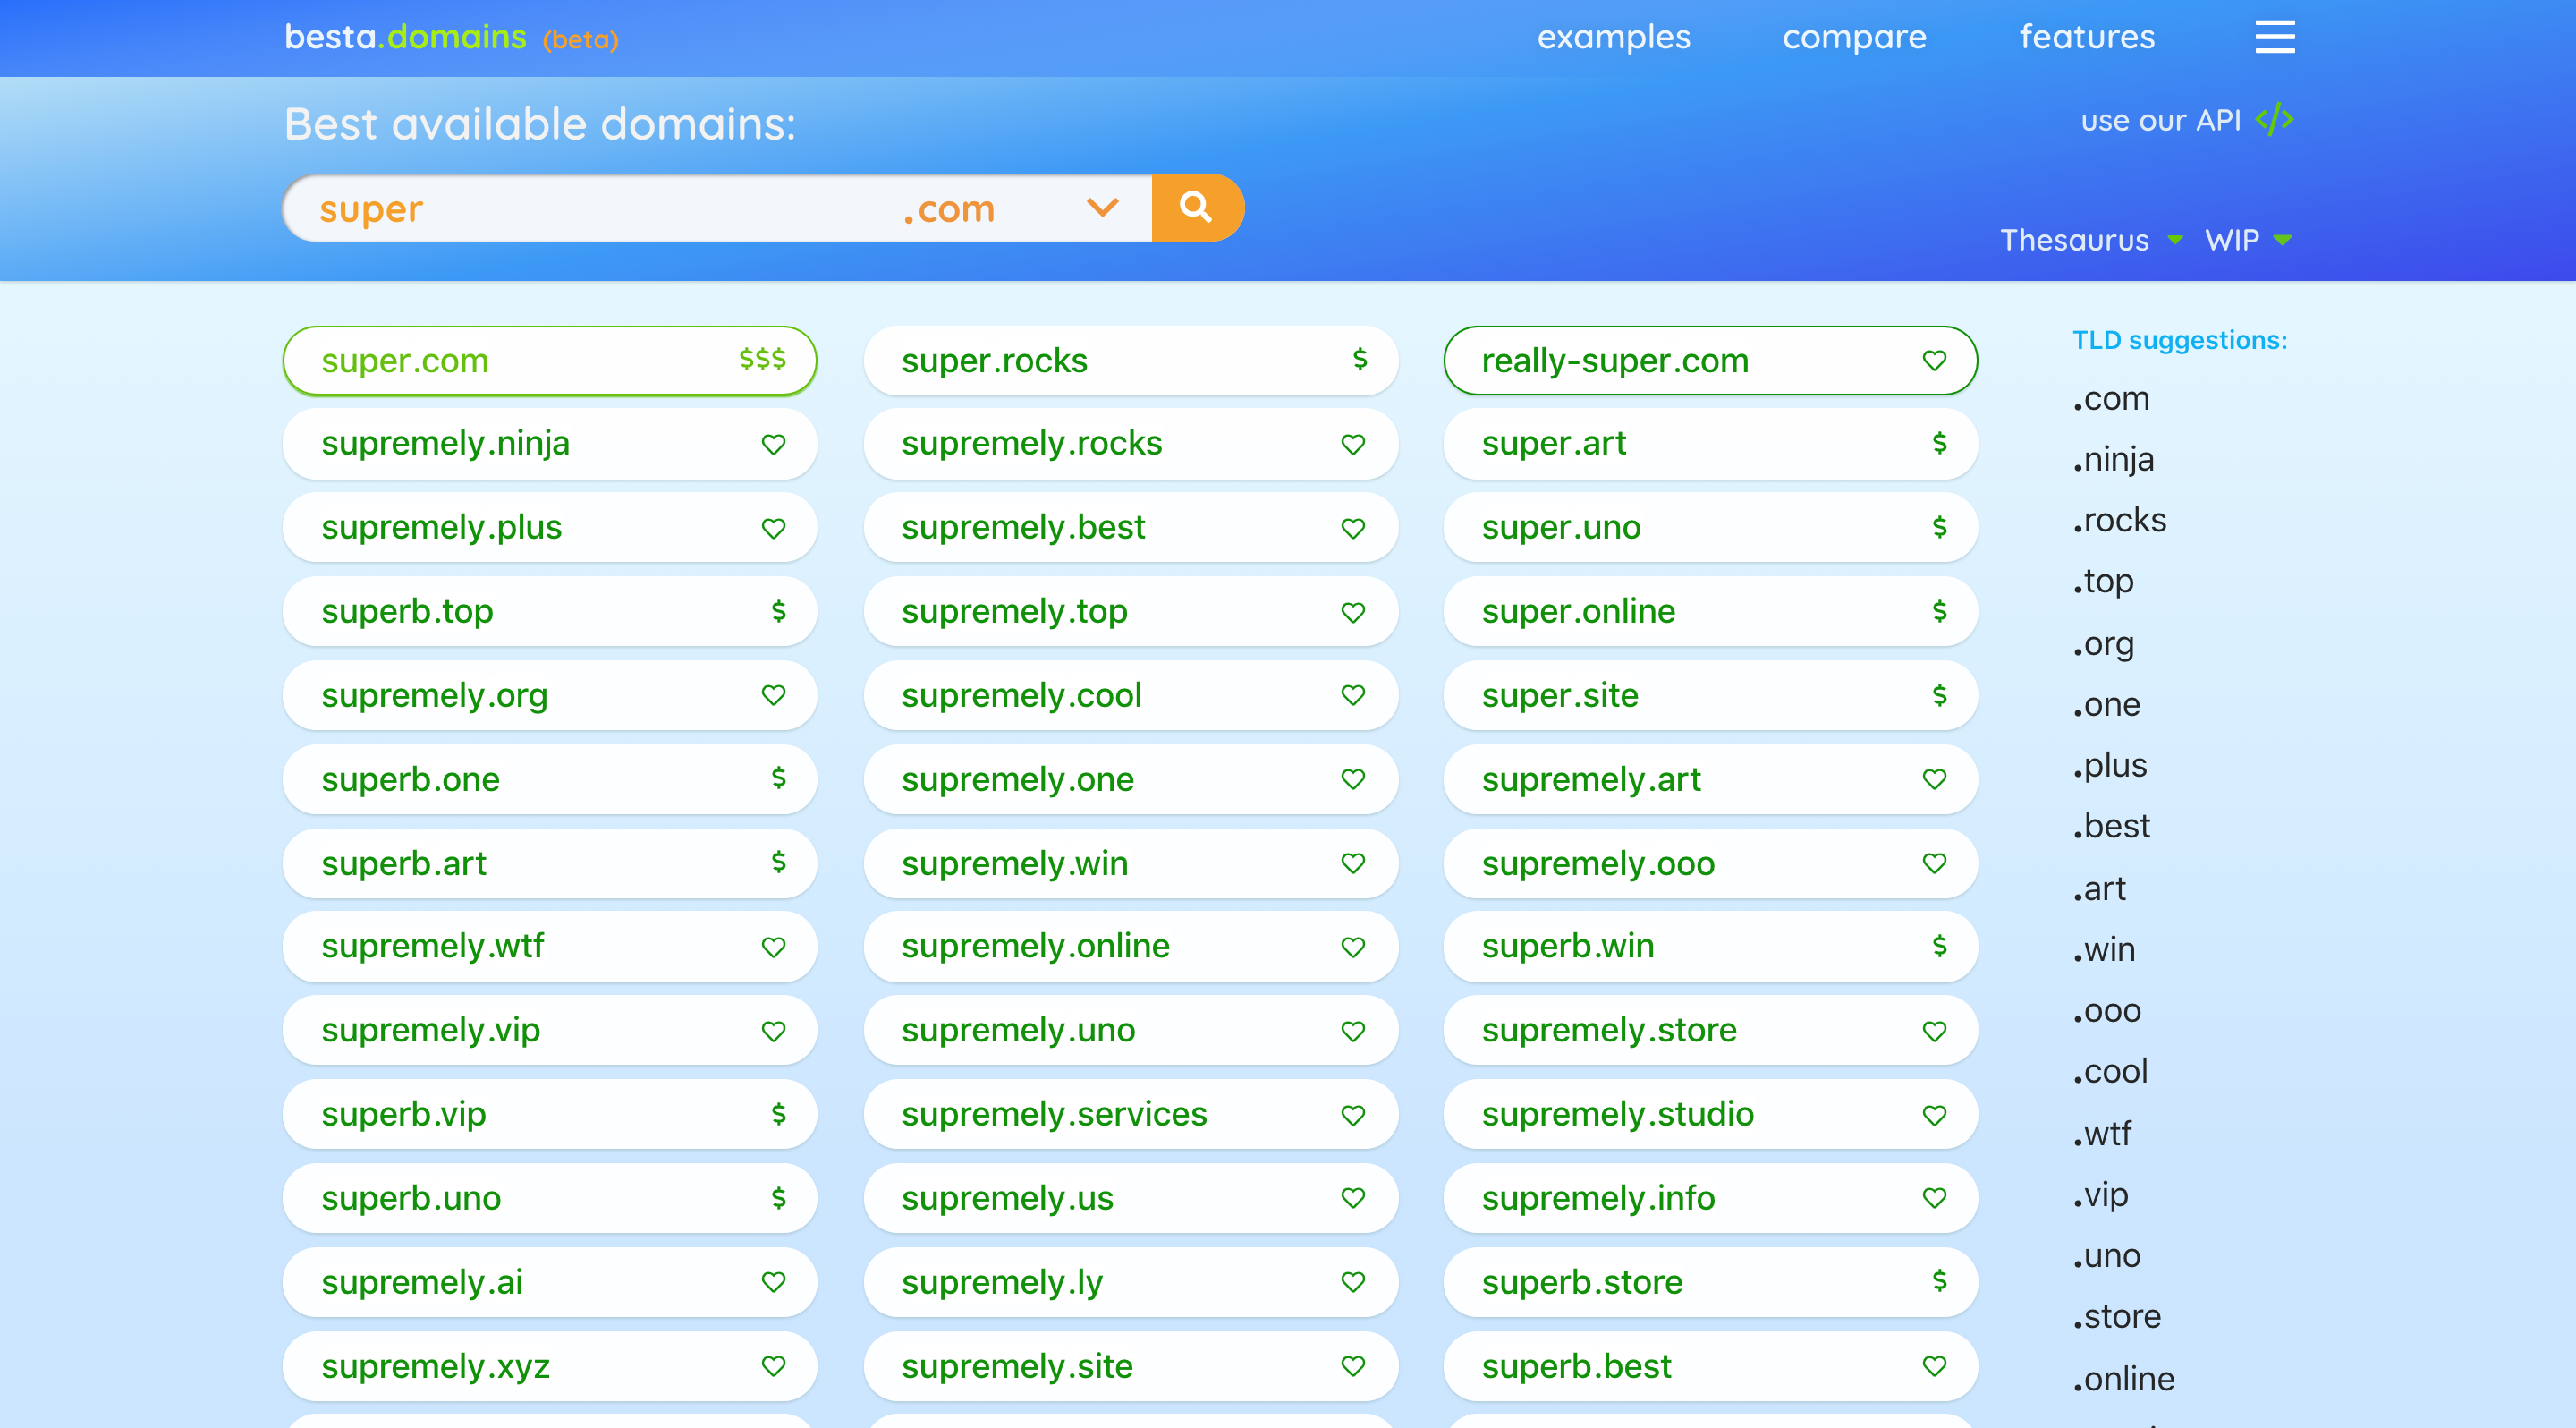 besta.domains (beta)
examples
compare
features
Best available domains:
use our API </>
super .com
Thesaurus WIP
super.com $$$
super.rocks $
really-super.com
supremely.ninja
supremely.rocks
super.art $
supremely.plus
supremely.best
super.uno $
superb.top $
supremely.top
super.online $
supremely.org
supremely.cool
super.site $
superb.one $
supremely.one
supremely.art
superb.art $
supremely.win
supremely.ooo
supremely.wtf
supremely.online
superb.win $
supremely.vip
supremely.uno
supremely.store
superb.vip $
supremely.services
supremely.studio
superb.uno $
supremely.us
supremely.info
supremely.ai
supremely.ly
superb.store $
supremely.xyz
supremely.site
superb.best
TLD suggestions:
.com
.ninja
.rocks
.top
.org
.one
.plus
.best
.art
.win
.ooo
.cool
.wtf
.vip
.uno
.store
.online